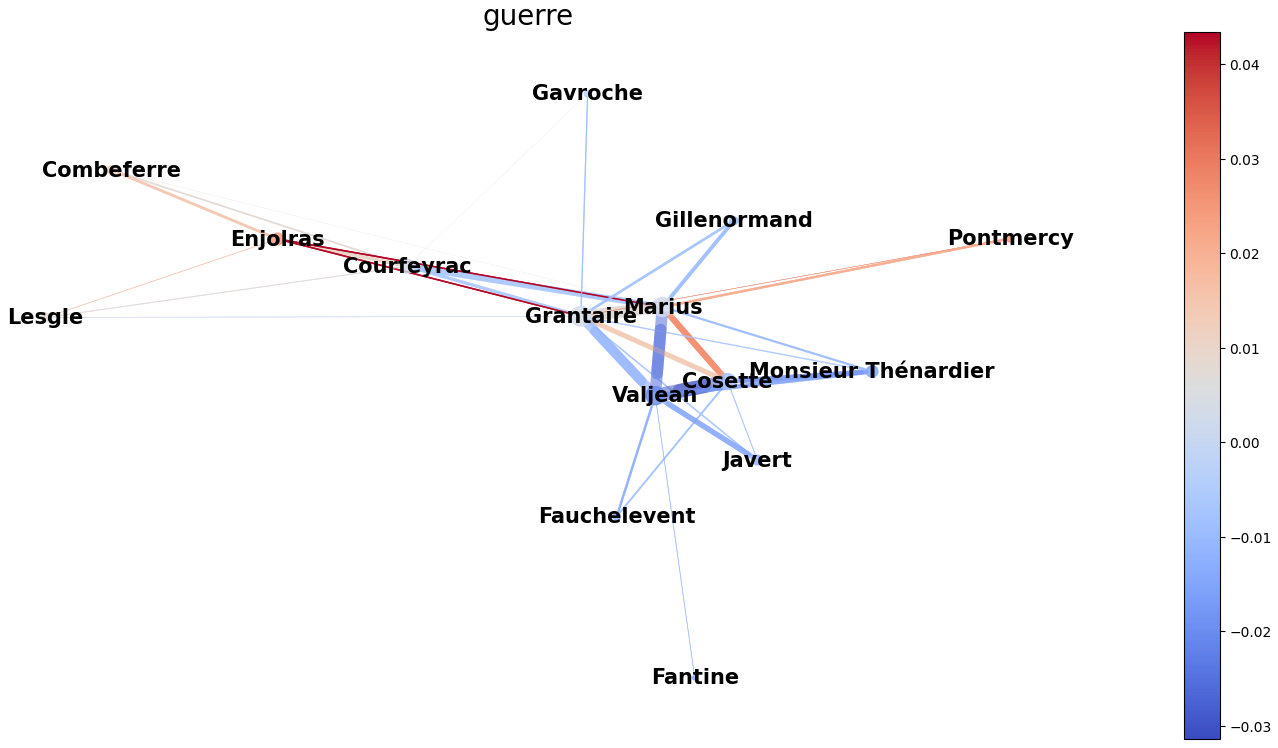 guerre
Gavroche
Combeferre
Gillenormand
Enjolras
Pontmercy
Courfeyrac
Marius
Grantaire
Lesgle
Monsieur Thénardier
Cosette
Valjean
Javert
Fauchelevent
Fantine
0.04
0.03
0.02
0.01
0.00
−0.01
−0.02
−0.03